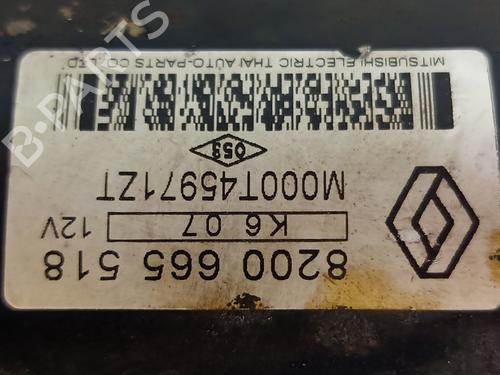 8200 665 518
K6 07 12V
M000T45971ZT
053
MITSUBISHI ELECTRIC THAI AUTO-PARTS CO.,LTD
B-PARTS